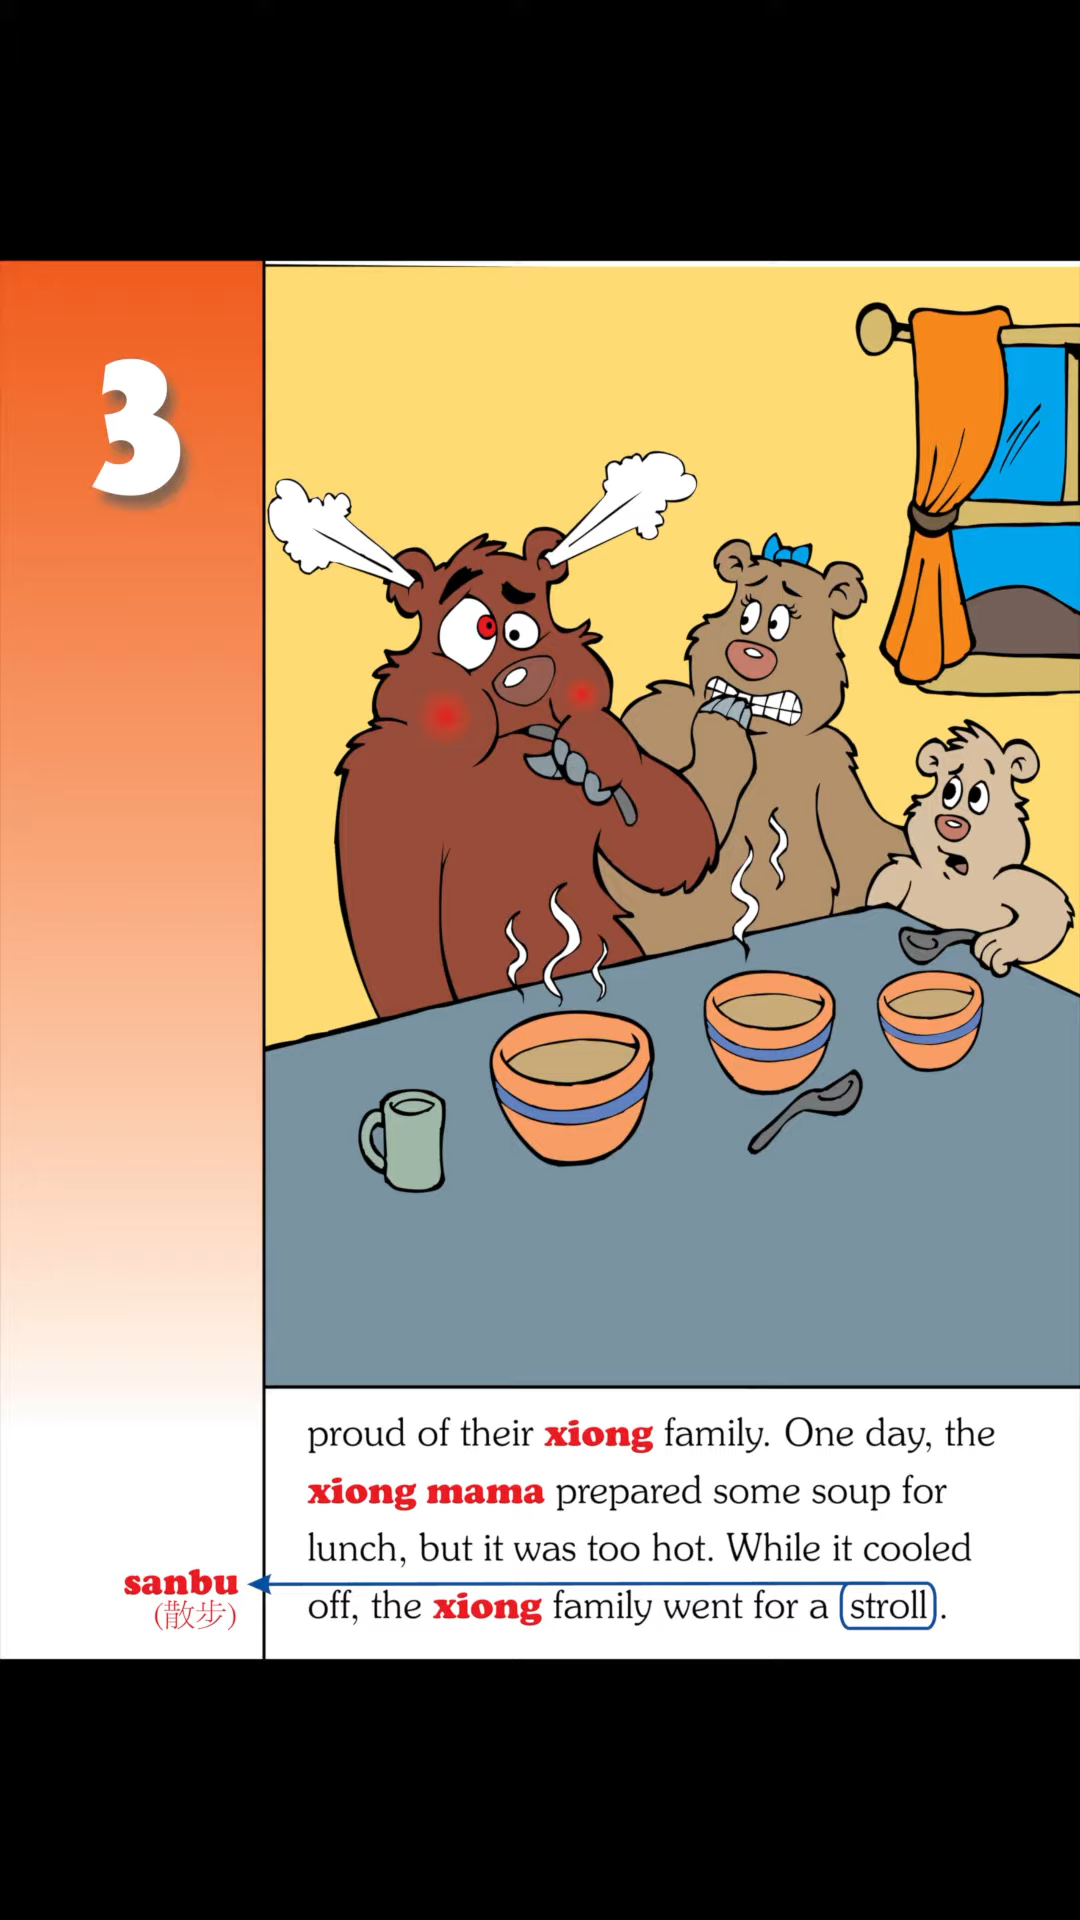 3
proud of their xiong family. One day, the
xiong mama prepared some soup for
lunch, but it was too hot. While it cooled
off, the xiong family went for a stroll.
sanbu
(散步)